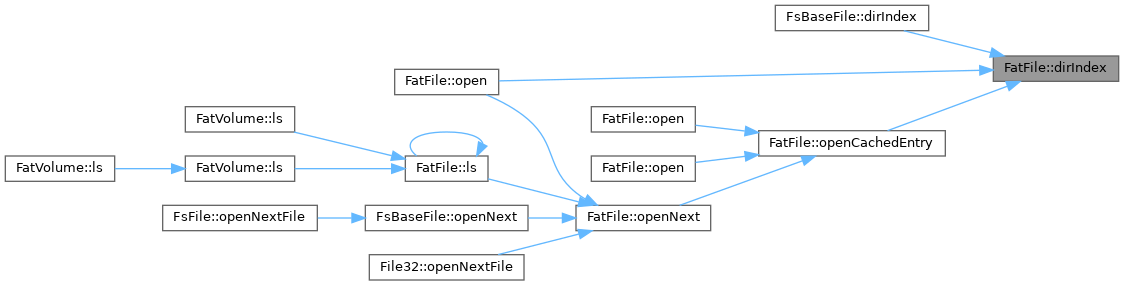 FsBaseFile::dirIndex
FatFile::dirIndex
FatFile::open
FatVolume::ls
FatFile::open
FatFile::openCachedEntry
FatVolume::ls
FatVolume::ls
FatFile::ls
FatFile::open
FsFile::openNextFile
FsBaseFile::openNext
FatFile::openNext
File32::openNextFile